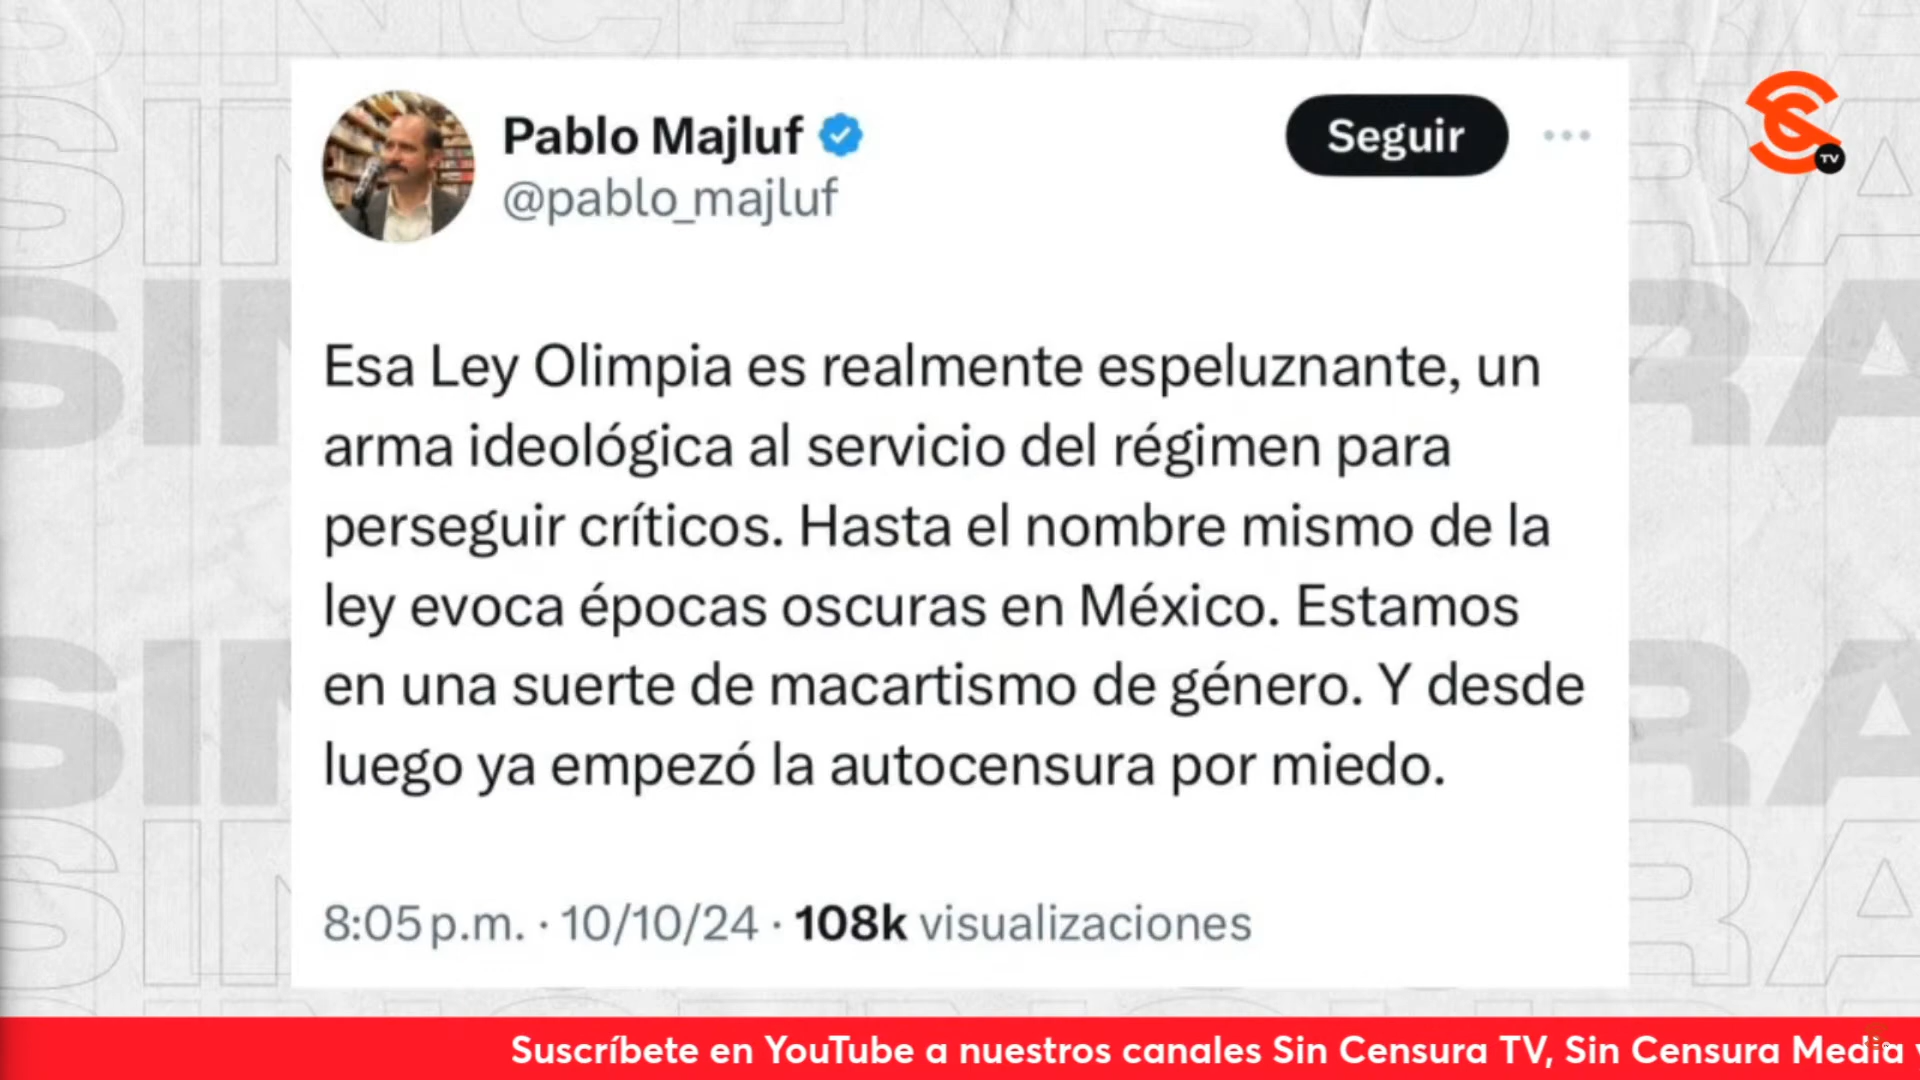 Pablo Majluf
@pablo_majluf
Seguir
TV
Esa Ley Olimpia es realmente espeluznante, un
arma ideológica al servicio del régimen para
perseguir críticos. Hasta el nombre mismo de la
ley evoca épocas oscuras en México. Estamos
en una suerte de macartismo de género. Y desde
luego ya empezó la autocensura por miedo.
8:05 p.m. · 10/10/24 · 108k visualizaciones
Suscríbete en YouTube a nuestros canales Sin Censura TV, Sin Censura Media